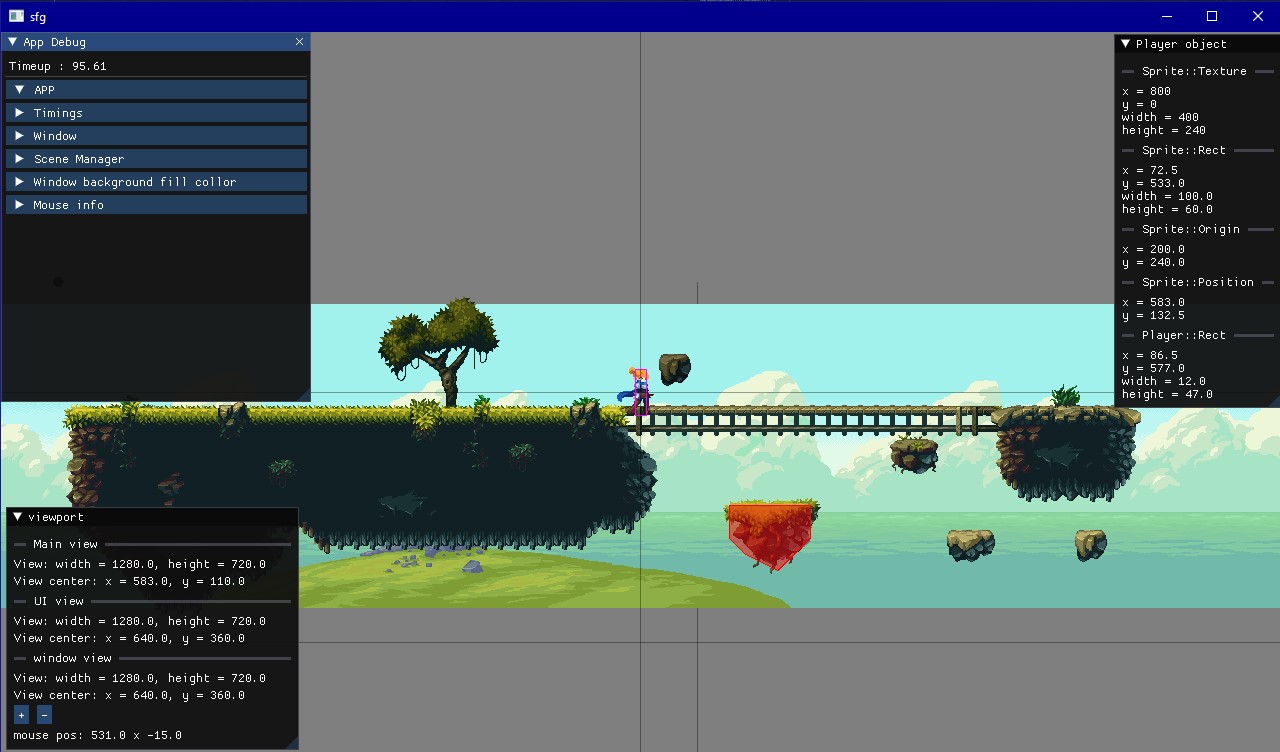 sfg
App Debug
Timeup : 95.61
APP
Timings
Window
Scene Manager
Window background fill collor
Mouse info
Player object
Sprite::Texture
x = 800
y = 0
width = 400
height = 240
Sprite::Rect
x = 72.5
y = 533.0
width = 100.0
height = 60.0
Sprite::Origin
x = 200.0
y = 240.0
Sprite::Position
x = 583.0
y = 132.5
Player::Rect
x = 86.5
y = 577.0
width = 12.0
height = 47.0
viewport
Main view
View: width = 1280.0, height = 720.0
View center: x = 583.0, y = 110.0
UI view
View: width = 1280.0, height = 720.0
View center: x = 640.0, y = 360.0
window view
View: width = 1280.0, height = 720.0
View center: x = 640.0, y = 360.0
+ -
mouse pos: 531.0 x -15.0